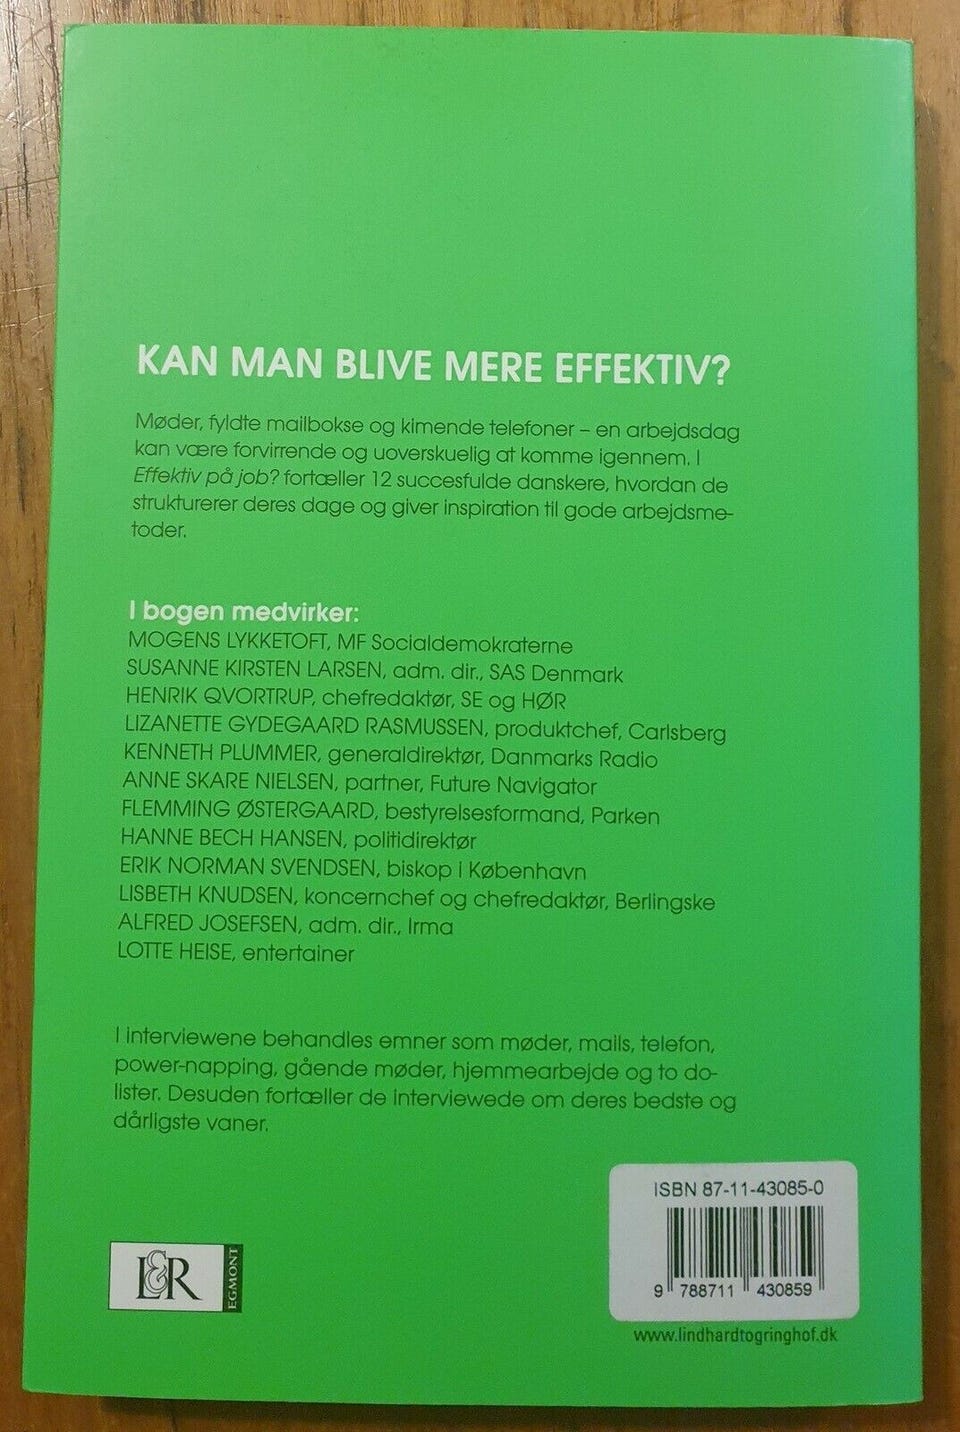 KAN MAN BLIVE MERE EFFEKTIV?
Møder, fyldte mailbokse og kimende telefoner – en arbejdsdag
kan være forvirrende og uoverskuelig at komme igennem. I
Effektiv på job? fortæller 12 succesfulde danskere, hvordan de
strukturerer deres dage og giver inspiration til gode arbejdsme-
toder.
I bogen medvirker:
MOGENS LYKKETOFT, MF Socialdemokraterne
SUSANNE KIRSTEN LARSEN, adm. dir., SAS Denmark
HENRIK QVORTRUP, chefredaktør, SE og HØR
LIZANETTE GYDEGAARD RASMUSSEN, produktchef, Carlsberg
KENNETH PLUMMER, generaldirektør, Danmarks Radio
ANNE SKARE NIELSEN, partner, Future Navigator
FLEMMING ØSTERGAARD, bestyrelsesformand, Parken
HANNE BECH HANSEN, politidirektør
ERIK NORMAN SVENDSEN, biskop i København
LISBETH KNUDSEN, koncernchef og chefredaktør, Berlingske
ALFRED JOSEFSEN, adm. dir., Irma
LOTTE HEISE, entertainer
I interviewene behandles emner som møder, mails, telefon,
power-napping, gående møder, hjemmearbejde og to do-
lister. Desuden fortæller de interviewede om deres bedste og
dårligste vaner.
ISBN 87-11-43085-0
9 788711 430859
www.lindhardtogringhof.dk
L&R
EGMONT